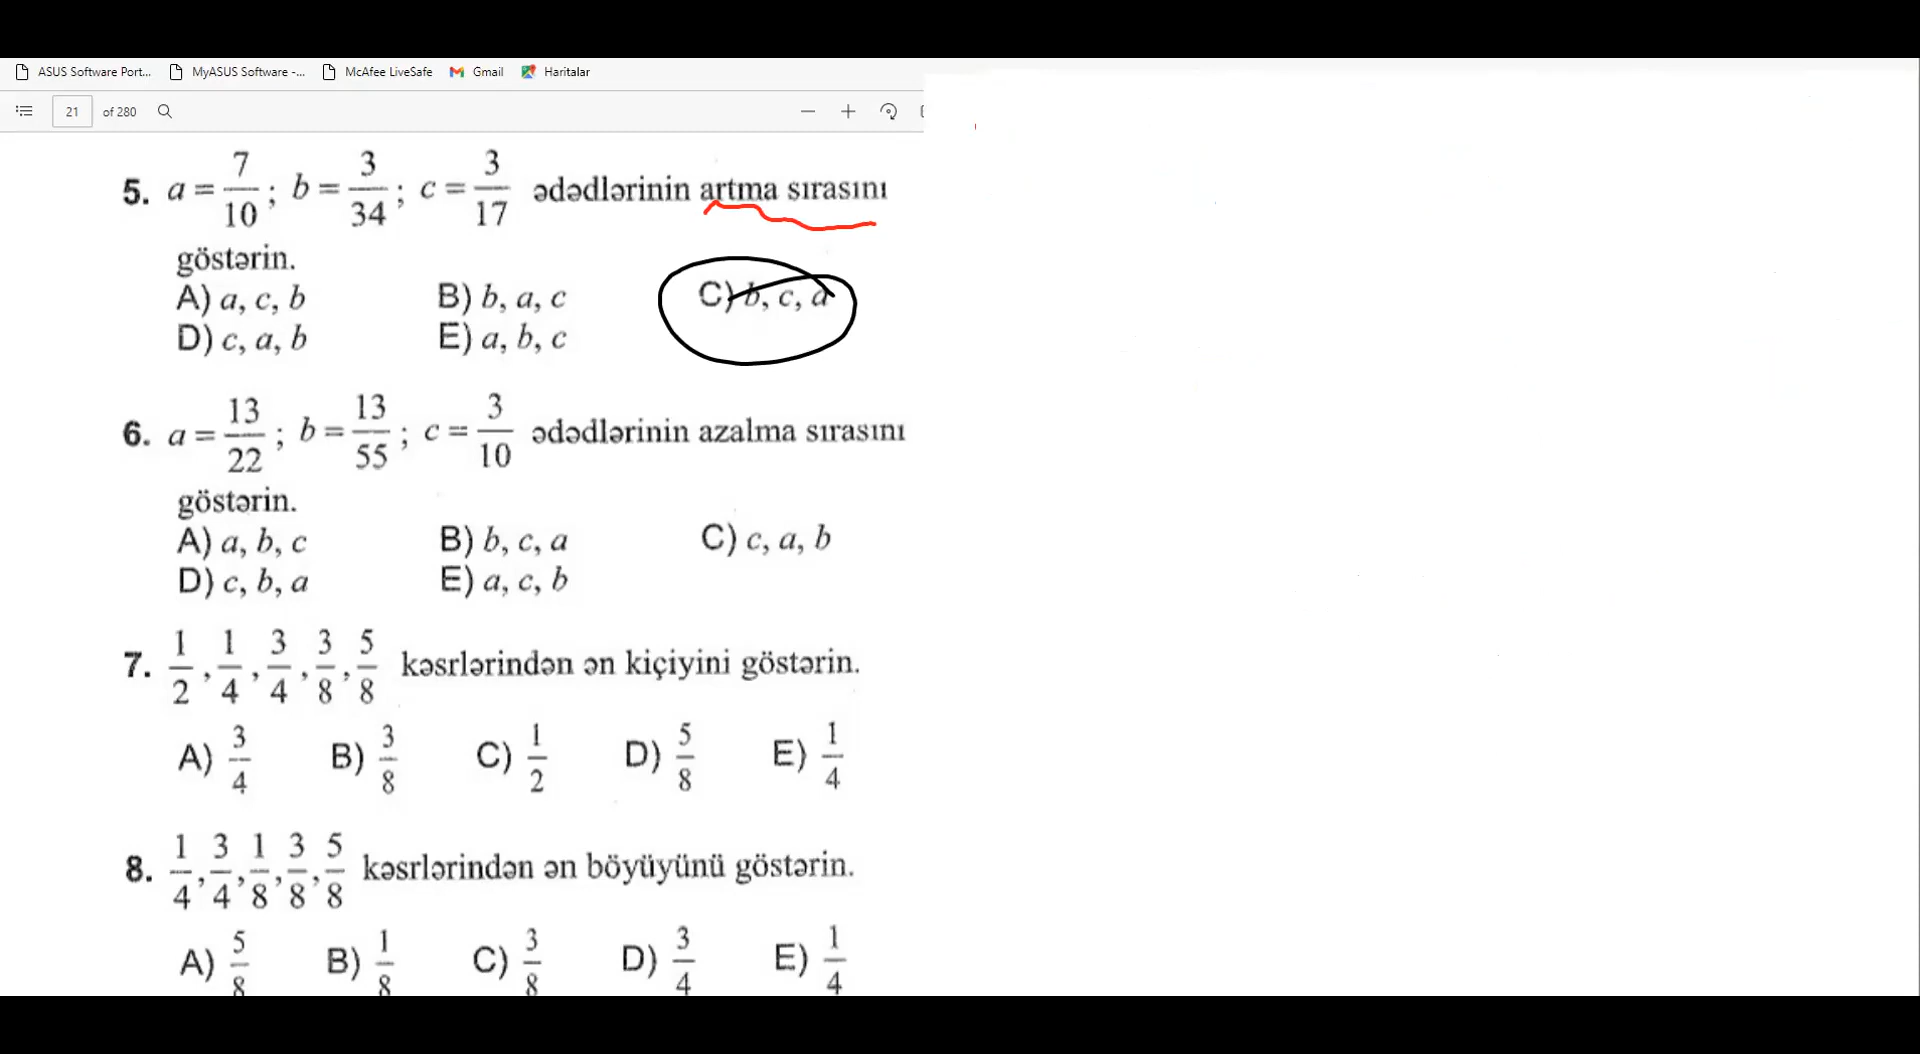 ASUS Software Port... MyASUS Software -... McAfee LiveSafe Gmail Haritalar
21 of 280
5. a = 7/10 ; b = 3/34 ; c = 3/17 ədədlərinin artma sırasını
göstərin.
A) a, c, b B) b, a, c C) b, c, a
D) c, a, b E) a, b, c
6. a = 13/22 ; b = 13/55 ; c = 3/10 ədədlərinin azalma sırasını
göstərin.
A) a, b, c B) b, c, a C) c, a, b
D) c, b, a E) a, c, b
7. 1/2 , 1/4 , 3/4 , 3/8 , 5/8 kəsrlərindən ən kiçiyini göstərin.
A) 3/4 B) 3/8 C) 1/2 D) 5/8 E) 1/4
8. 1/4 , 3/4 , 1/8 , 3/8 , 5/8 kəsrlərindən ən böyüyünü göstərin.
A) 5/8 B) 1/8 C) 3/8 D) 3/4 E) 1/4